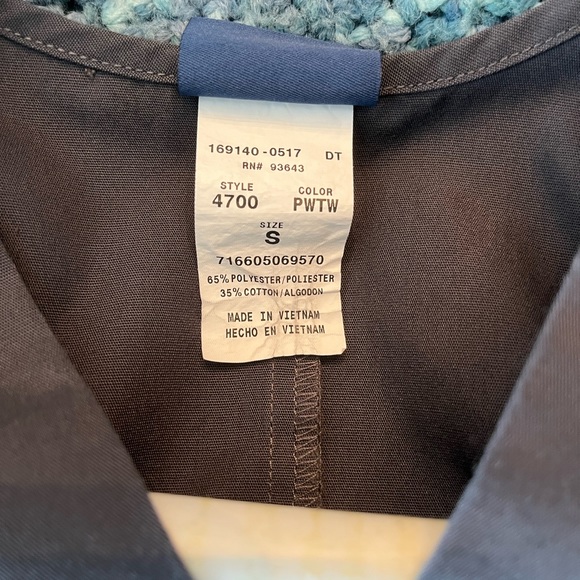 169140-0517 DT
RN# 93643
STYLE COLOR
4700 PWTW
SIZE
S
716605069570
65% POLYESTER/POLIESTER
35% COTTON/ALGODON
MADE IN VIETNAM
HECHO EN VIETNAM